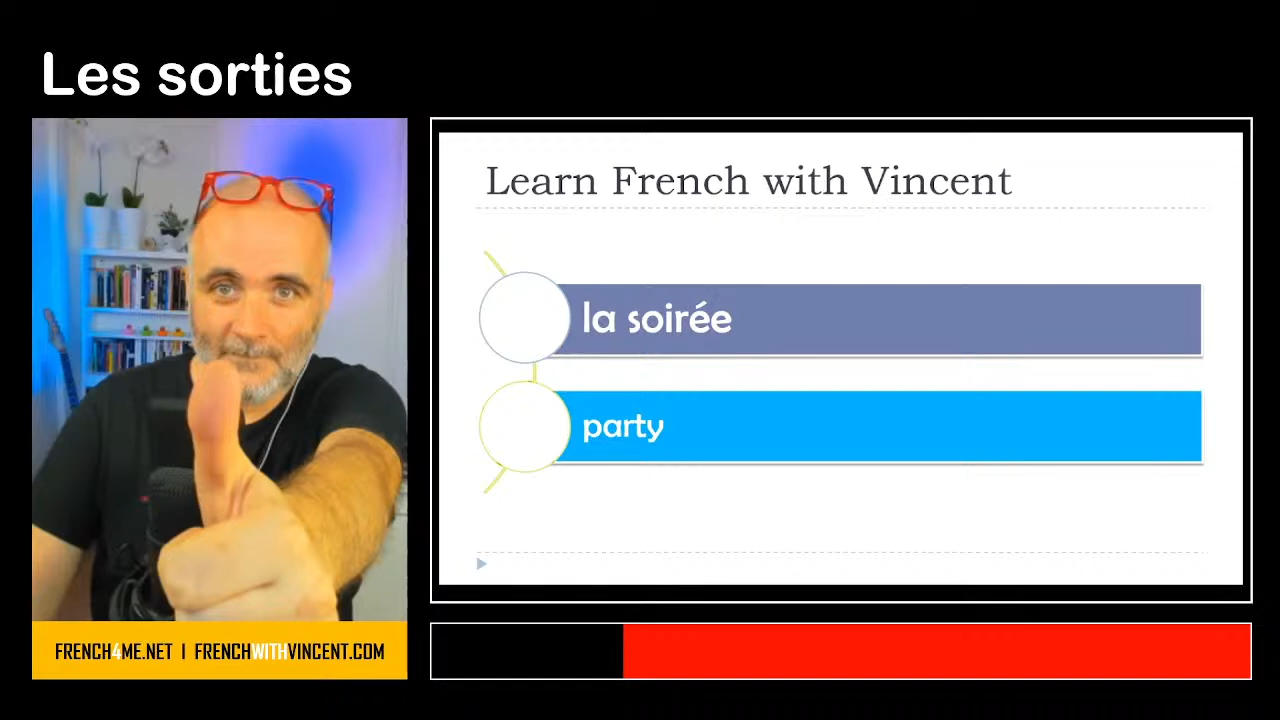 Les sorties
Learn French with Vincent
la soirée
party
FRENCH4ME.NET | FRENCHWITHVINCENT.COM